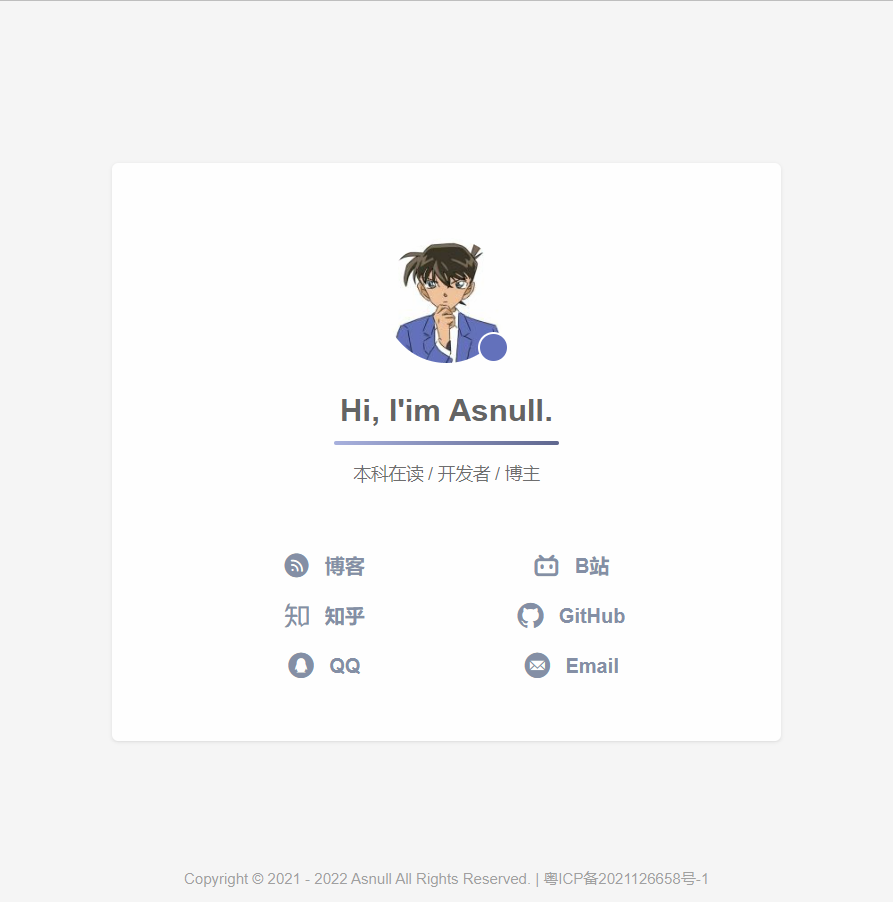 Hi, I'im Asnull.
本科在读 / 开发者 / 博主
博客 B站
知 知乎 GitHub
QQ Email
Copyright © 2021 - 2022 Asnull All Rights Reserved. | 粤ICP备2021126658号-1